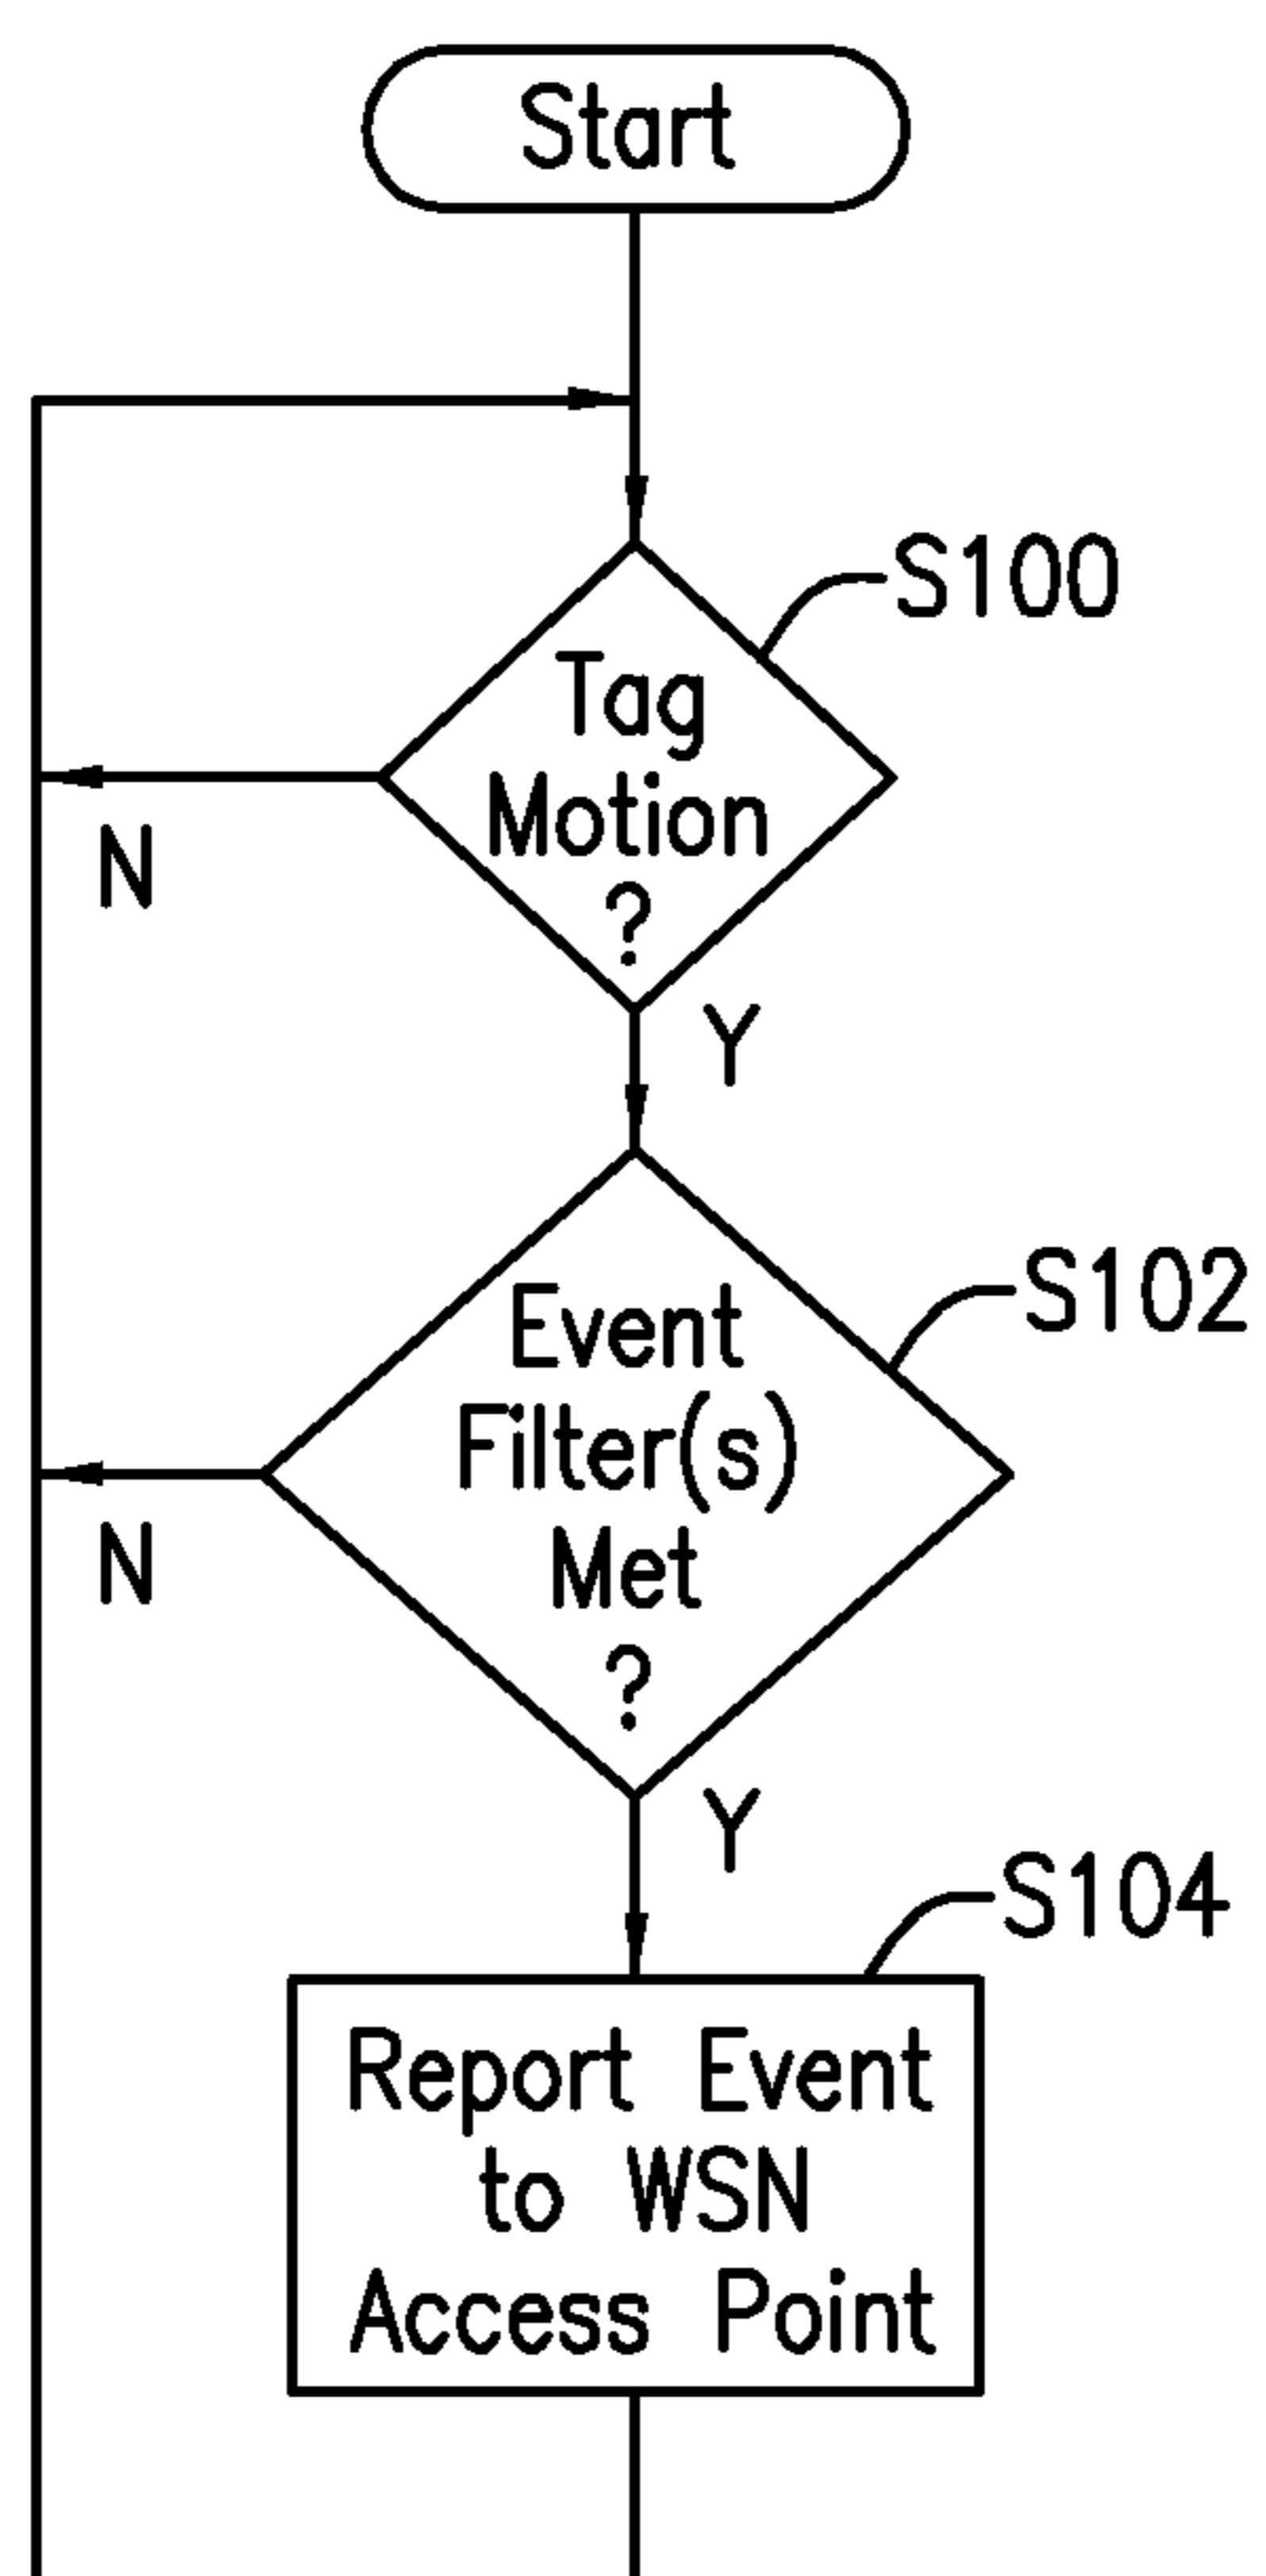 Start
S100
Tag
Motion
?
N
Y
S102
Event
Filter(s)
Met
?
N
Y
S104
Report Event
to WSN
Access Point